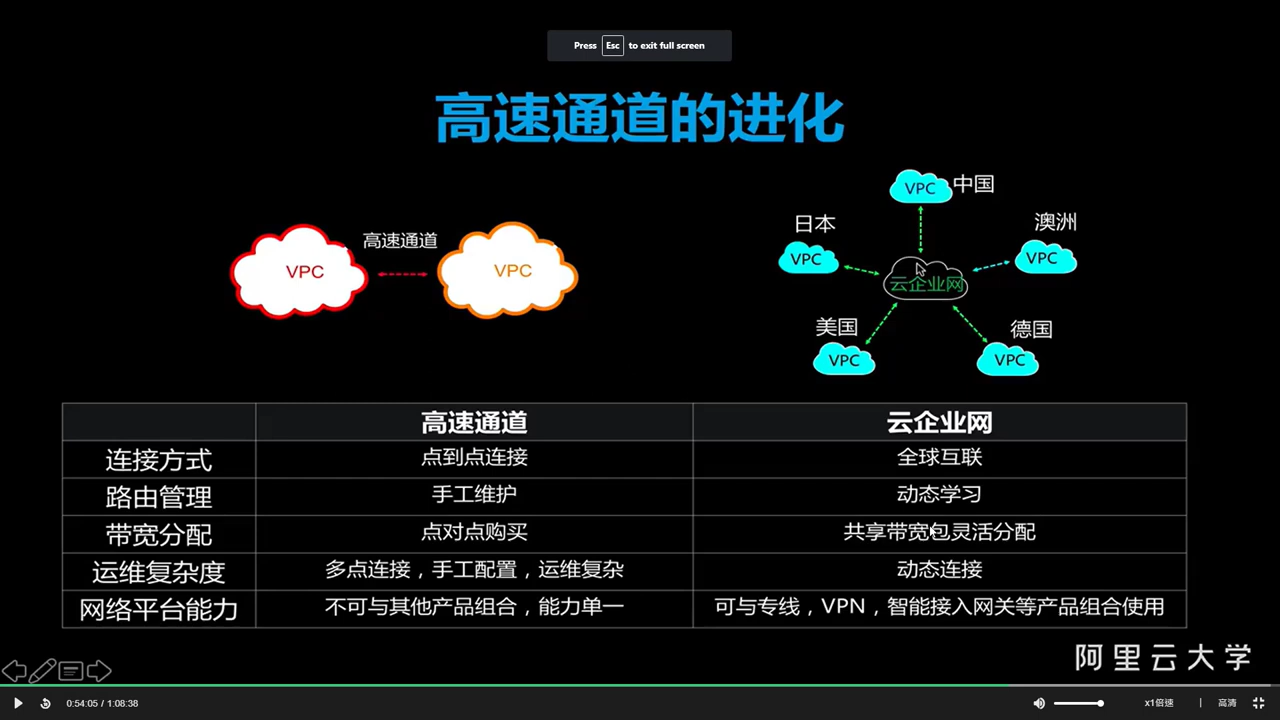 Press Esc to exit full screen
高速通道的进化
VPC
高速通道
VPC
VPC 中国
日本
VPC
澳洲
VPC
云企业网
美国
VPC
德国
VPC
高速通道 云企业网
连接方式 点到点连接 全球互联
路由管理 手工维护 动态学习
带宽分配 点对点购买 共享带宽包灵活分配
运维复杂度 多点连接，手工配置，运维复杂 动态连接
网络平台能力 不可与其他产品组合，能力单一 可与专线，VPN，智能接入网关等产品组合使用
阿里云大学
0:54:05 / 1:08:38 x1倍速 | 高清